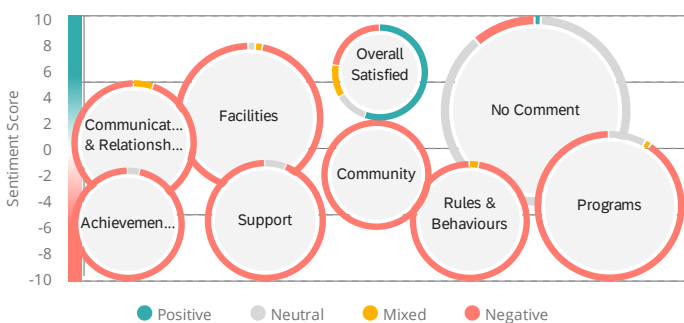 Sentiment Score
10
8
6
4
2
0
-2
-4
-6
-8
-10
Overall
Satisfied
No Comment
Facilities
Communicat...
& Relationsh...
Community
Programs
Rules &
Behaviours
Support
Achievemen...
Positive
Neutral
Mixed
Negative